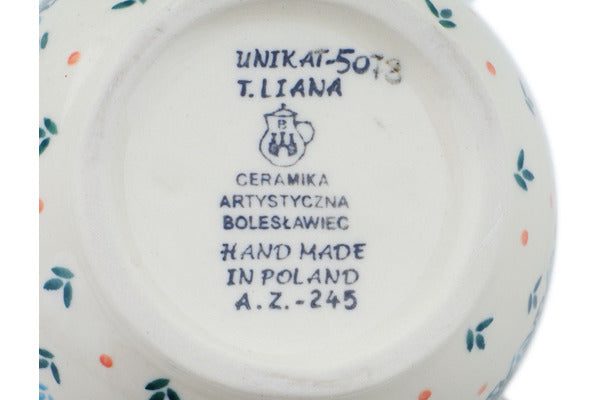 UNIKAT-5073
T.LIANA
B
CERAMIKA
ARTYSTYCZNA
BOLESŁAWIEC
HAND MADE
IN POLAND
A.Z.-245